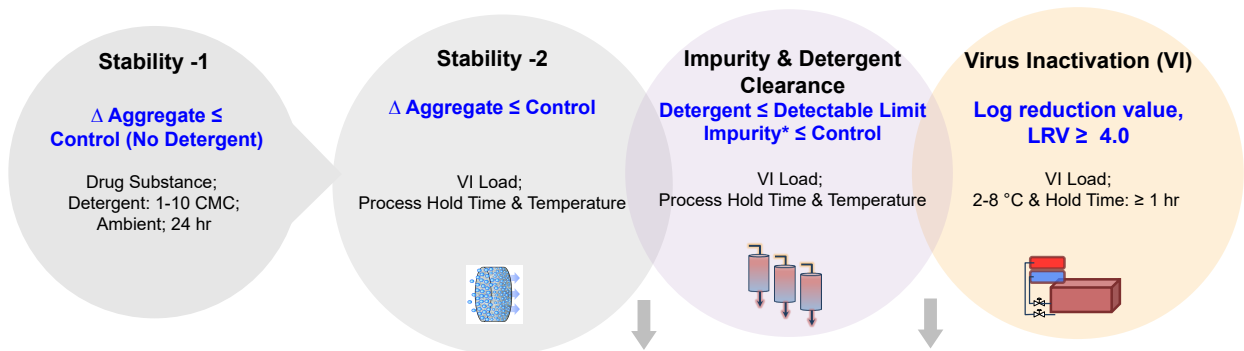 Stability -1
Δ Aggregate ≤
Control (No Detergent)
Drug Substance;
Detergent: 1-10 CMC;
Ambient; 24 hr
Stability -2
Δ Aggregate ≤ Control
VI Load;
Process Hold Time & Temperature
Impurity & Detergent
Clearance
Detergent ≤ Detectable Limit
Impurity* ≤ Control
VI Load;
Process Hold Time & Temperature
Virus Inactivation (VI)
Log reduction value,
LRV ≥ 4.0
VI Load;
2-8 °C & Hold Time: ≥ 1 hr